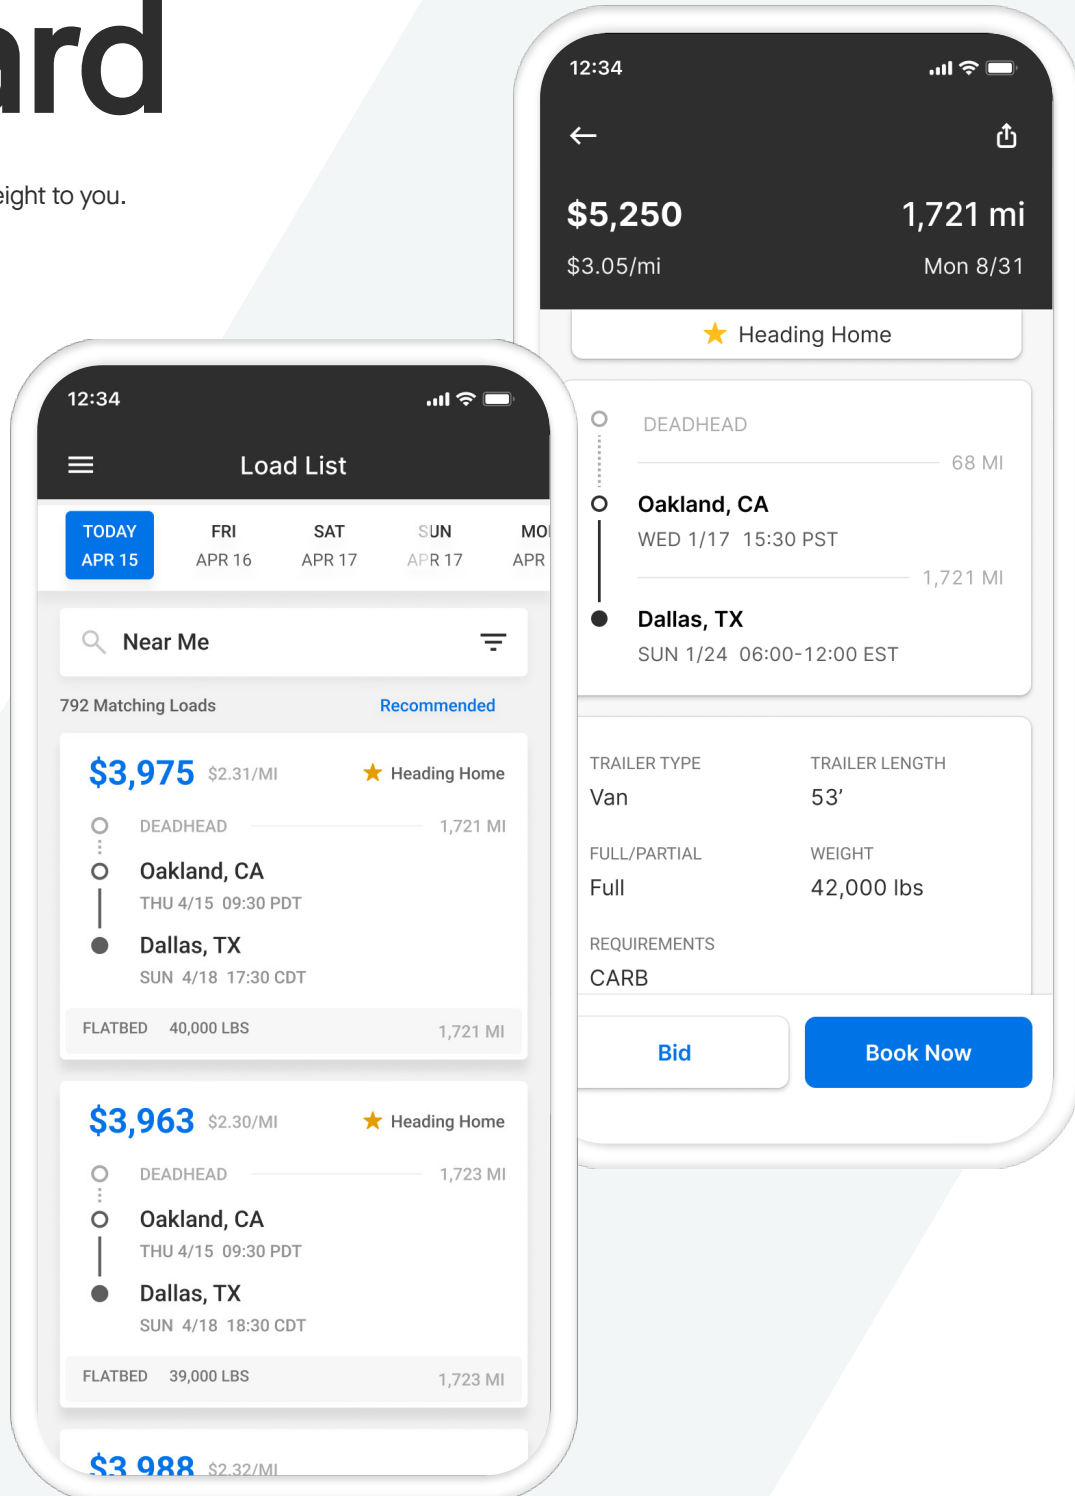 ard
eight to you.
12:34
$5,250 1,721 mi
$3.05/mi Mon 8/31
Heading Home
DEADHEAD
68 MI
Oakland, CA
WED 1/17 15:30 PST
1,721 MI
Dallas, TX
SUN 1/24 06:00-12:00 EST
TRAILER TYPE TRAILER LENGTH
Van 53’
FULL/PARTIAL WEIGHT
Full 42,000 lbs
REQUIREMENTS
CARB
Bid Book Now
12:34
Load List
TODAY FRI SAT SUN MO
APR 15 APR 16 APR 17 APR 17 APR
Near Me
792 Matching Loads Recommended
$3,975 $2.31/MI Heading Home
DEADHEAD 1,721 MI
Oakland, CA
THU 4/15 09:30 PDT
Dallas, TX
SUN 4/18 17:30 CDT
FLATBED 40,000 LBS 1,721 MI
$3,963 $2.30/MI Heading Home
DEADHEAD 1,723 MI
Oakland, CA
THU 4/15 09:30 PDT
Dallas, TX
SUN 4/18 18:30 CDT
FLATBED 39,000 LBS 1,723 MI
$3,988 $2.32/MI